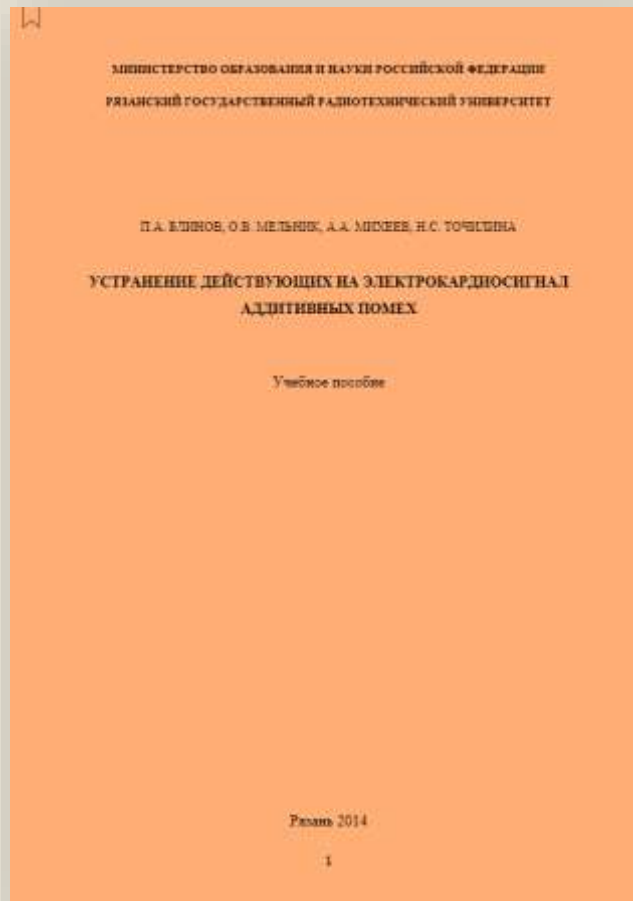 МИНИСТЕРСТВО ОБРАЗОВАНИЯ И НАУКИ РОССИЙСКОЙ ФЕДЕРАЦИИ
РЯЗАНСКИЙ ГОСУДАРСТВЕННЫЙ РАДИОТЕХНИЧЕСКИЙ УНИВЕРСИТЕТ
П.А. БЛИНОВ, О.В. МЕЛЬНИК, А.А. МИХЕЕВ, Н.С. ТОЧИЛИНА
УСТРАНЕНИЕ ДЕЙСТВУЮЩИХ НА ЭЛЕКТРОКАРДИОСИГНАЛ
АДДИТИВНЫХ ПОМЕХ
Учебное пособие
Рязань 2014
1